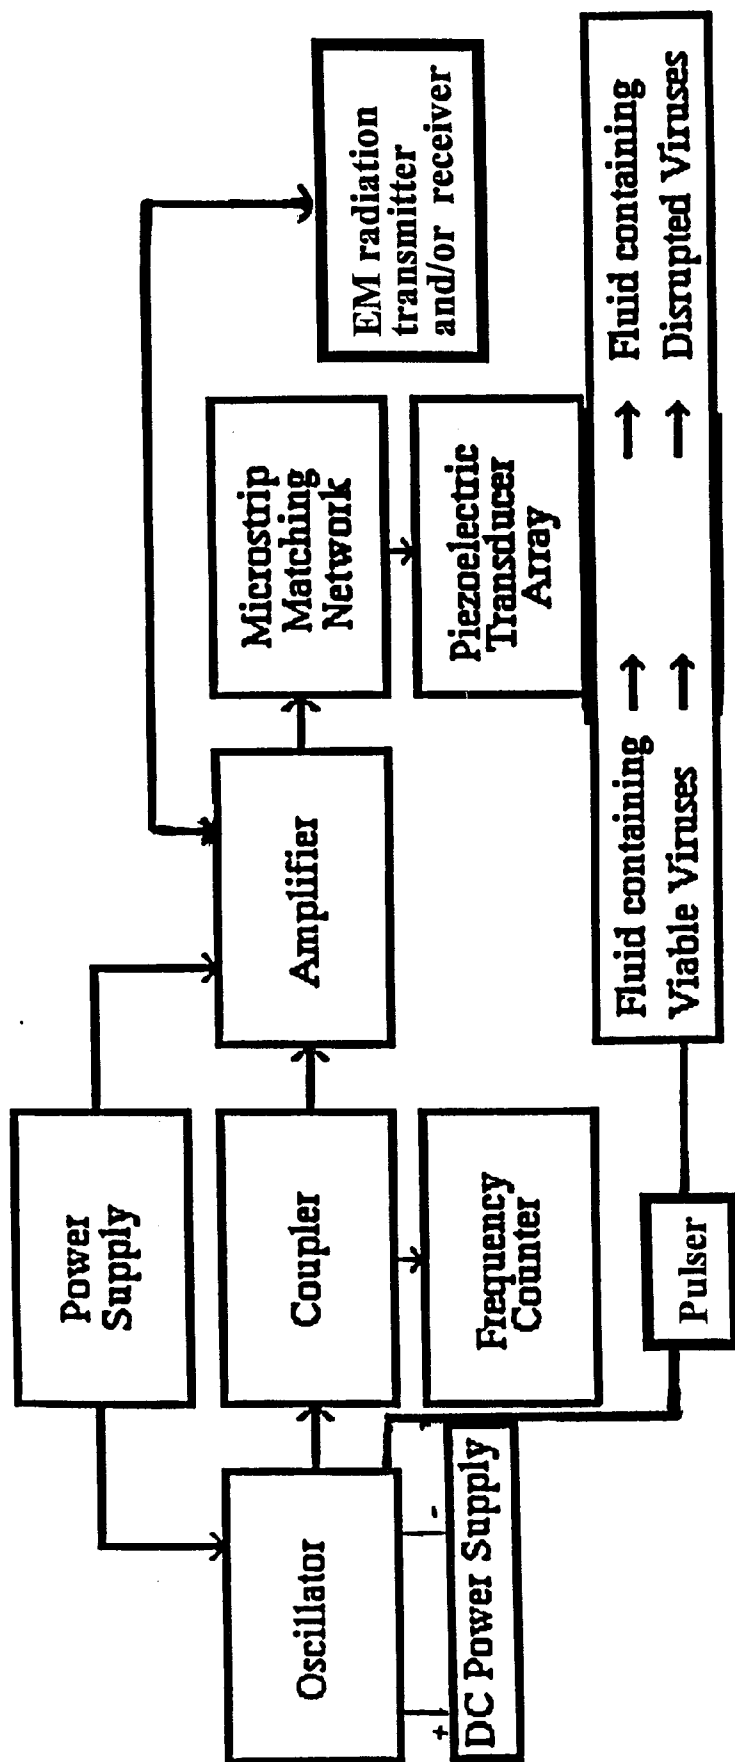 Power
Supply
EM radiation
transmitter
and/or receiver
Oscillator
Coupler
Amplifier
Microstrip
Matching
Network
+
-
DC Power Supply
Frequency
Counter
Piezoelectric
Transducer
Array
Pulser
Fluid containing → → Fluid containing
Viable Viruses → → Disrupted Viruses